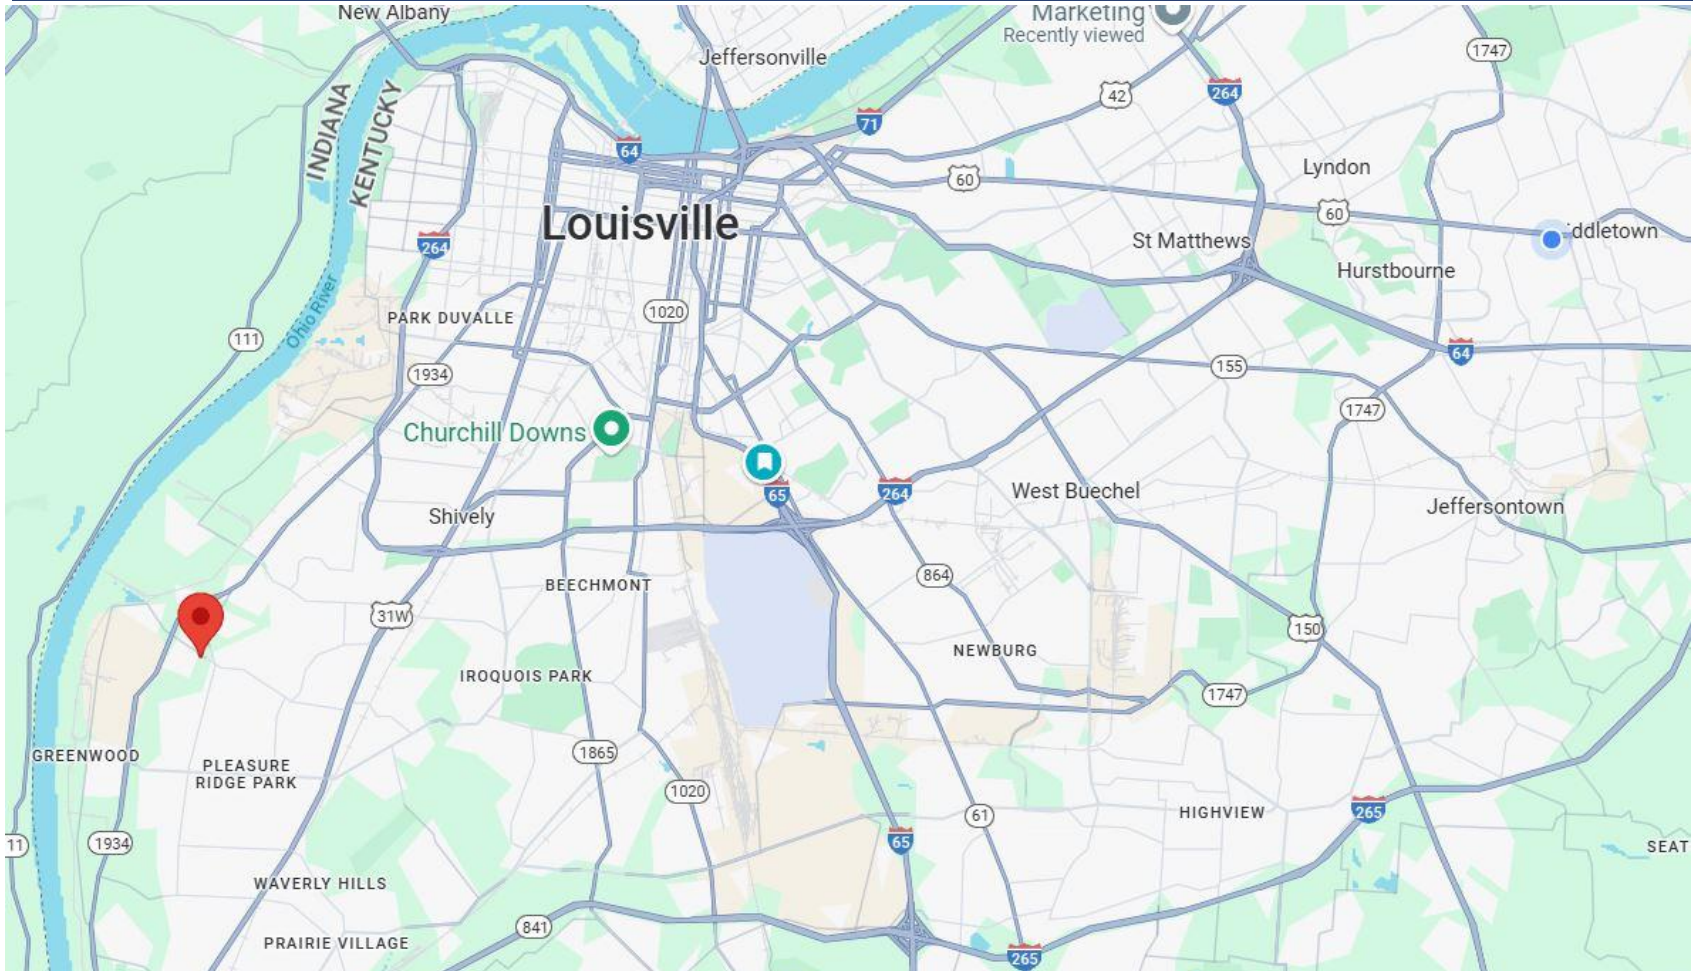 New Albany
Marketing
Recently viewed
Jeffersonville
1747
INDIANA
KENTUCKY
42
264
71
64
60
Lyndon
60
Louisville
St Matthews
ddletown
264
Hurstbourne
Ohio River
PARK DUVALLE
1020
111
64
155
1934
1747
Churchill Downs
65
264
West Buechel
Jeffersontown
Shively
864
BEECHMONT
31W
150
NEWBURG
IROQUOIS PARK
1747
GREENWOOD
1865
PLEASURE
RIDGE PARK
1020
61
HIGHVIEW
265
65
11
1934
SEAT
WAVERLY HILLS
841
PRAIRIE VILLAGE
265